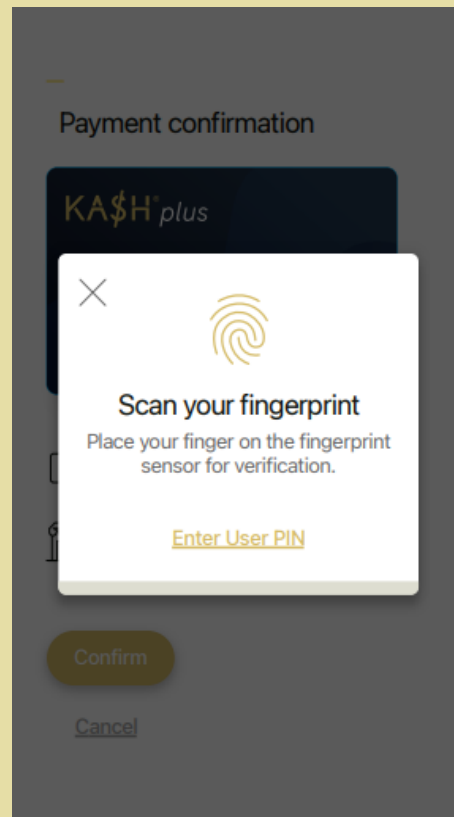 Payment confirmation
KA$H® plus
Scan your fingerprint
Place your finger on the fingerprint
sensor for verification.
Enter User PIN
Confirm
Cancel